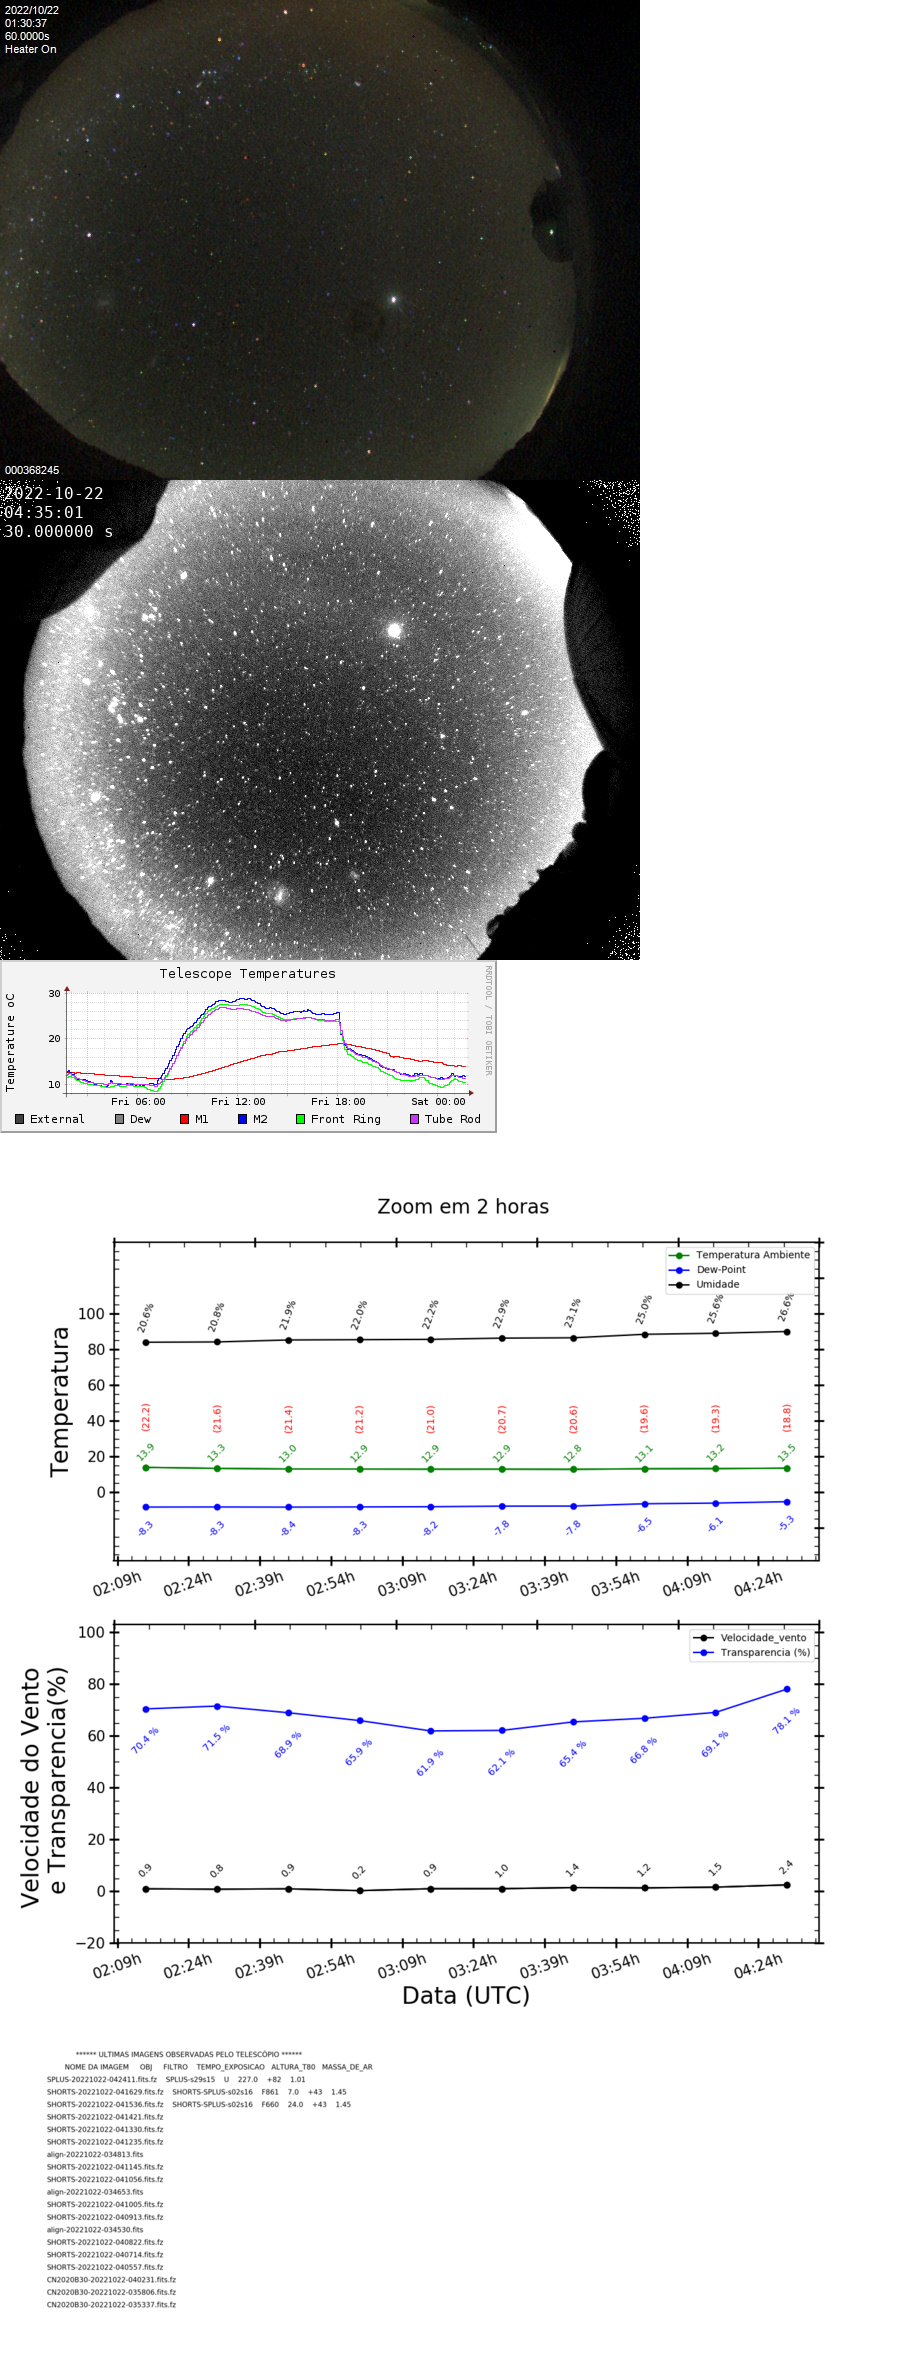 2022/10/22
01:30:37
60.0000s
Heater On
000368245
2022-10-22
04:35:01
30.000000 s
Telescope Temperatures
RRDTOOL / TOBI OETIKER
Temperature oC
30
20
10
Fri 06:00 Fri 12:00 Fri 18:00 Sat 00:00
External Dew M1 M2 Front Ring Tube Rod
Zoom em 2 horas
Temperatura Ambiente
Dew-Point
Umidade
Temperatura
100
80
60
40
20
0
20.6% 20.8% 21.9% 22.0% 22.2% 22.9% 23.1% 25.0% 25.6% 26.6%
(22.2) (21.6) (21.4) (21.2) (21.0) (20.7) (20.6) (19.6) (19.3) (18.8)
13.9 13.3 13.0 12.9 12.9 12.9 12.8 13.1 13.2 13.5
-8.3 -8.3 -8.4 -8.3 -8.2 -7.8 -7.8 -6.5 -6.1 -5.3
02:09h 02:24h 02:39h 02:54h 03:09h 03:24h 03:39h 03:54h 04:09h 04:24h
Velocidade_vento
Transparencia (%)
Velocidade do Vento
e Transparencia(%)
100
80
60
40
20
0
−20
70.4 % 71.5 % 68.9 % 65.9 % 61.9 % 62.1 % 65.4 % 66.8 % 69.1 % 78.1 %
0.9 0.8 0.9 0.2 0.9 1.0 1.4 1.2 1.5 2.4
02:09h 02:24h 02:39h 02:54h 03:09h 03:24h 03:39h 03:54h 04:09h 04:24h
Data (UTC)
****** ULTIMAS IMAGENS OBSERVADAS PELO TELESCÓPIO ******
NOME DA IMAGEM OBJ FILTRO TEMPO_EXPOSICAO ALTURA_T80 MASSA_DE_AR
SPLUS-20221022-042411.fits.fz SPLUS-s29s15 U 227.0 +82 1.01
SHORTS-20221022-041629.fits.fz SHORTS-SPLUS-s02s16 F861 7.0 +43 1.45
SHORTS-20221022-041536.fits.fz SHORTS-SPLUS-s02s16 F660 24.0 +43 1.45
SHORTS-20221022-041421.fits.fz
SHORTS-20221022-041330.fits.fz
SHORTS-20221022-041235.fits.fz
align-20221022-034813.fits
SHORTS-20221022-041145.fits.fz
SHORTS-20221022-041056.fits.fz
align-20221022-034653.fits
SHORTS-20221022-041005.fits.fz
SHORTS-20221022-040913.fits.fz
align-20221022-034530.fits
SHORTS-20221022-040822.fits.fz
SHORTS-20221022-040714.fits.fz
SHORTS-20221022-040557.fits.fz
CN2020B30-20221022-040231.fits.fz
CN2020B30-20221022-035806.fits.fz
CN2020B30-20221022-035337.fits.fz